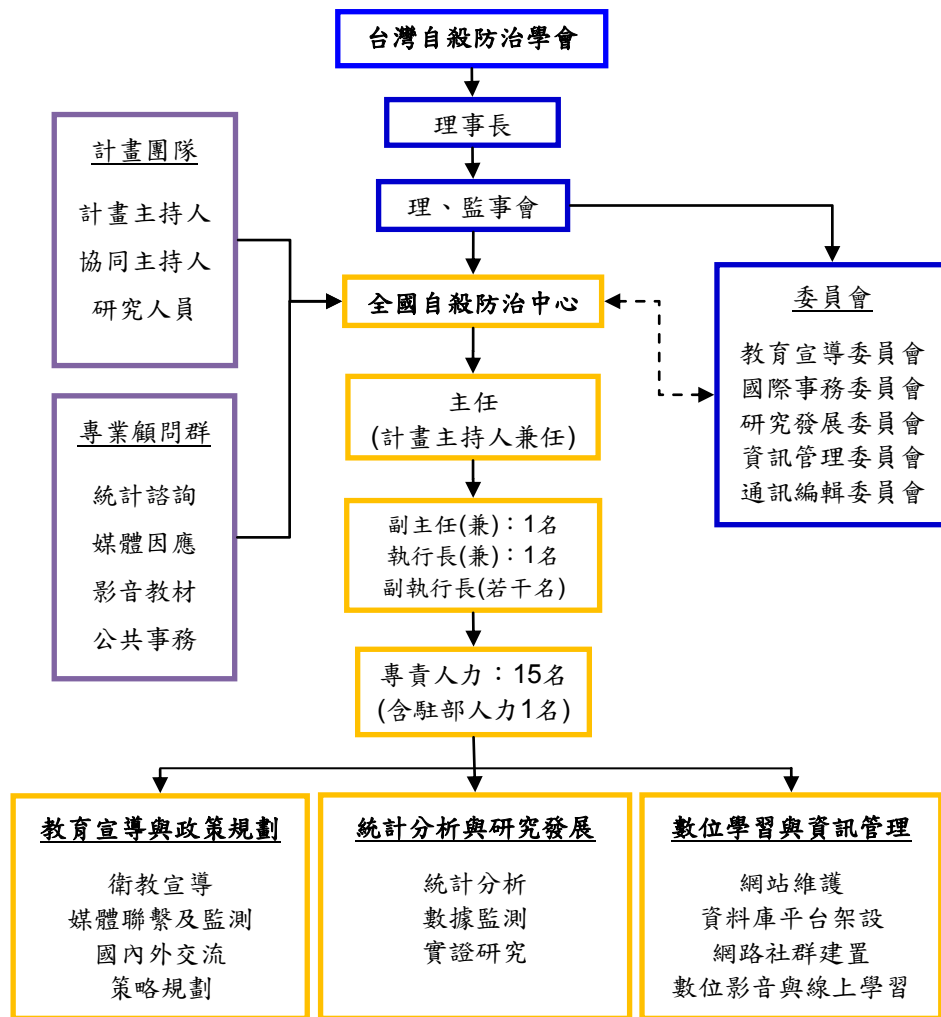 台灣自殺防治學會
理事長
理、監事會
計畫團隊
計畫主持人
協同主持人
研究人員
專業顧問群
統計諮詢
媒體因應
影音教材
公共事務
全國自殺防治中心
委員會
教育宣導委員會
國際事務委員會
研究發展委員會
資訊管理委員會
通訊編輯委員會
主任
(計畫主持人兼任)
副主任(兼)：1名
執行長(兼)：1名
副執行長(若干名)
專責人力：15名
(含駐部人力1名)
教育宣導與政策規劃
衛教宣導
媒體聯繫及監測
國內外交流
策略規劃
統計分析與研究發展
統計分析
數據監測
實證研究
數位學習與資訊管理
網站維護
資料庫平台架設
網路社群建置
數位影音與線上學習